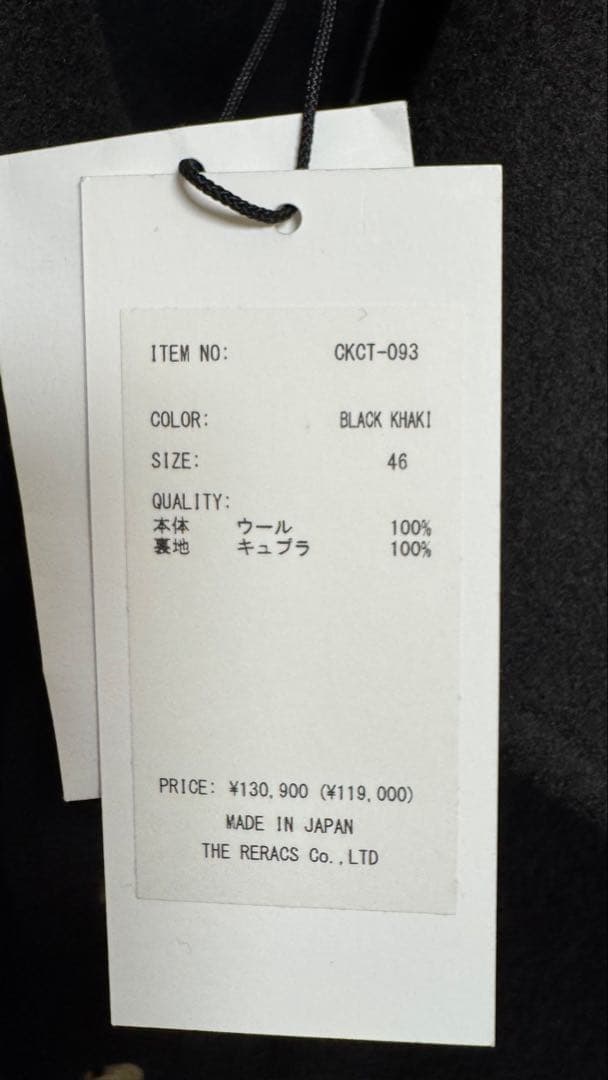 ITEM NO: CKCT-093
COLOR: BLACK KHAKI
SIZE: 46
QUALITY:
本体 ウール 100%
裏地 キュプラ 100%
PRICE: ¥130,900 (¥119,000)
MADE IN JAPAN
THE RERACS Co.,LTD